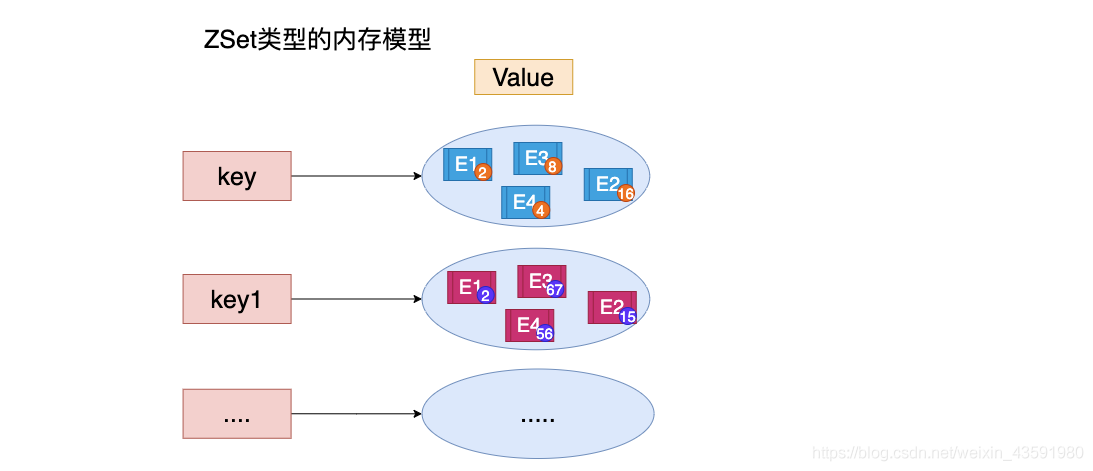 ZSet类型的内存模型
Value
key
E1
2
E3
8
E2
16
E4
4
key1
E1
2
E3
67
E2
15
E4
56
....
.....
https://blog.csdn.net/weixin_43591980